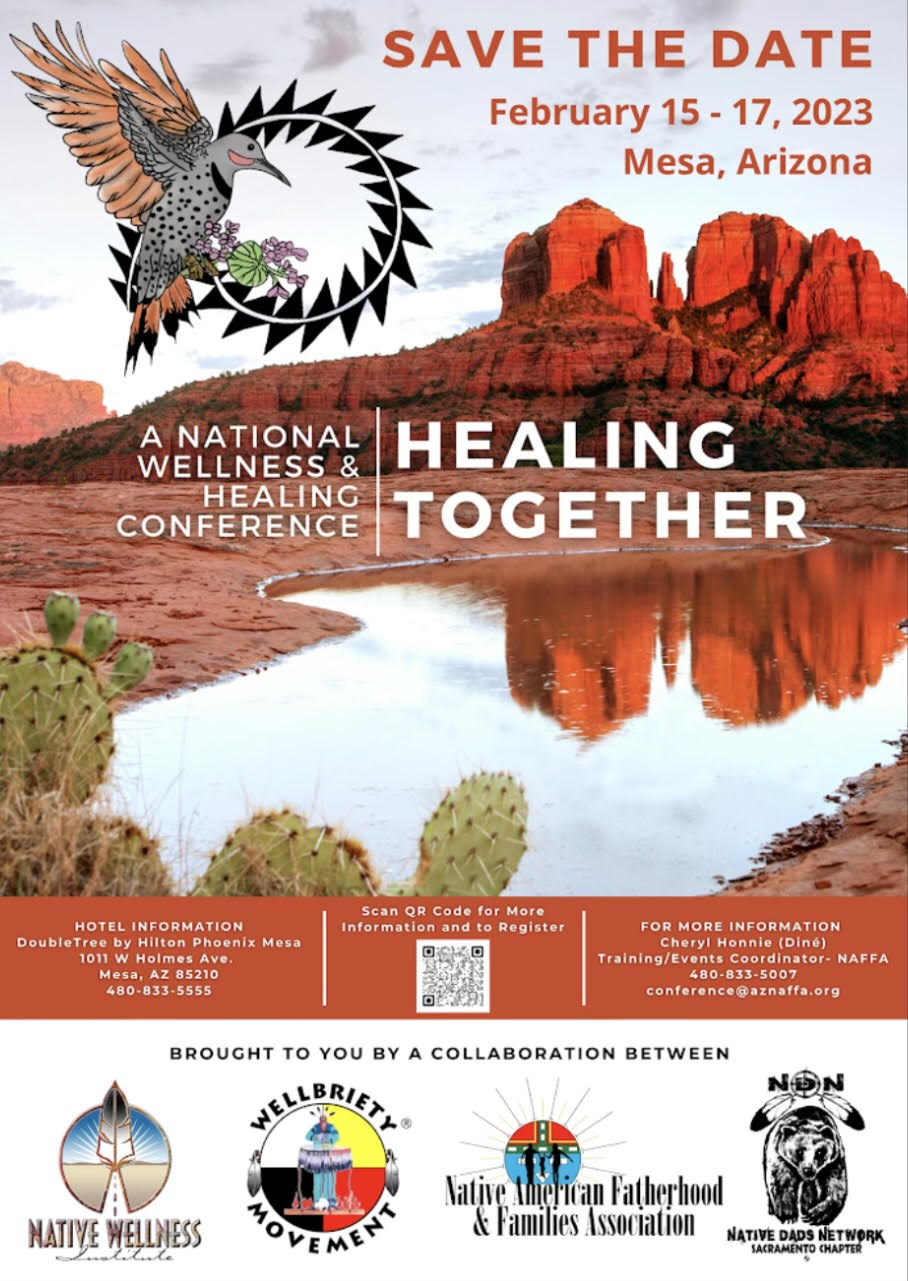 SAVE THE DATE
February 15 - 17, 2023
Mesa, Arizona
A NATIONAL
WELLNESS &
HEALING
CONFERENCE
HEALING
TOGETHER
HOTEL INFORMATION
DoubleTree by Hilton Phoenix Mesa
1011 W Holmes Ave.
Mesa, AZ 85210
480-833-5555
Scan QR Code for More
Information and to Register
FOR MORE INFORMATION
Cheryl Honnie (Diné)
Training/Events Coordinator- NAFFA
480-833-5007
conference@aznaffa.org
BROUGHT TO YOU BY A COLLABORATION BETWEEN
NATIVE WELLNESS
Institute
WELLBRIETY
MOVEMENT
®
Native American Fatherhood
& Families Association
NDN
NATIVE DADS NETWORK
SACRAMENTO CHAPTER